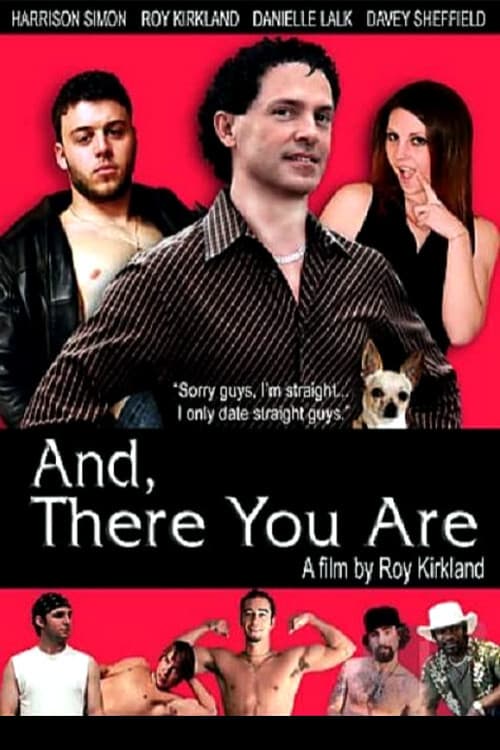 HARRISON SIMON ROY KIRKLAND DANIELLE LALK DAVEY SHEFFIELD
"Sorry guys, I'm straight...
I only date straight guys."
And,
There You Are
A film by Roy Kirkland